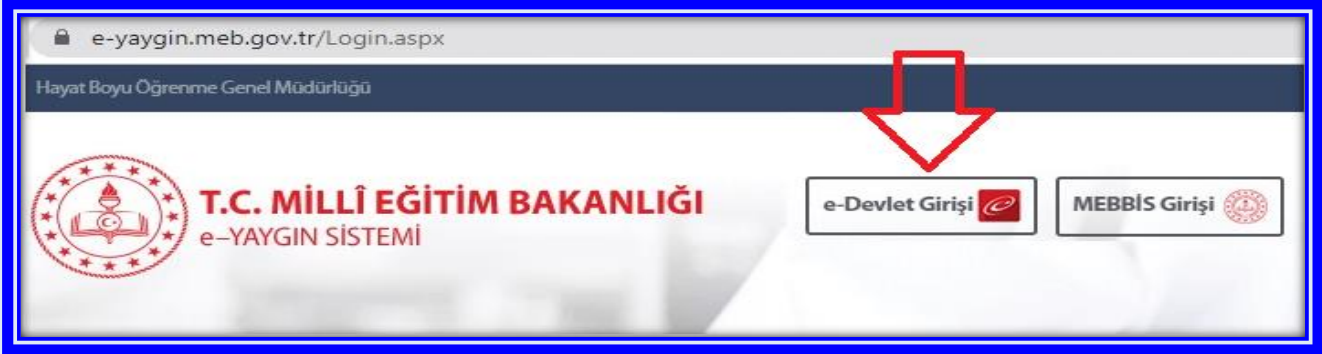 e-yaygin.meb.gov.tr/Login.aspx
Hayat Boyu Öğrenme Genel Müdürlüğü
T.C. MİLLÎ EĞİTİM BAKANLIĞI
e-YAYGIN SİSTEMİ
e-Devlet Girişi
MEBBİS Girişi